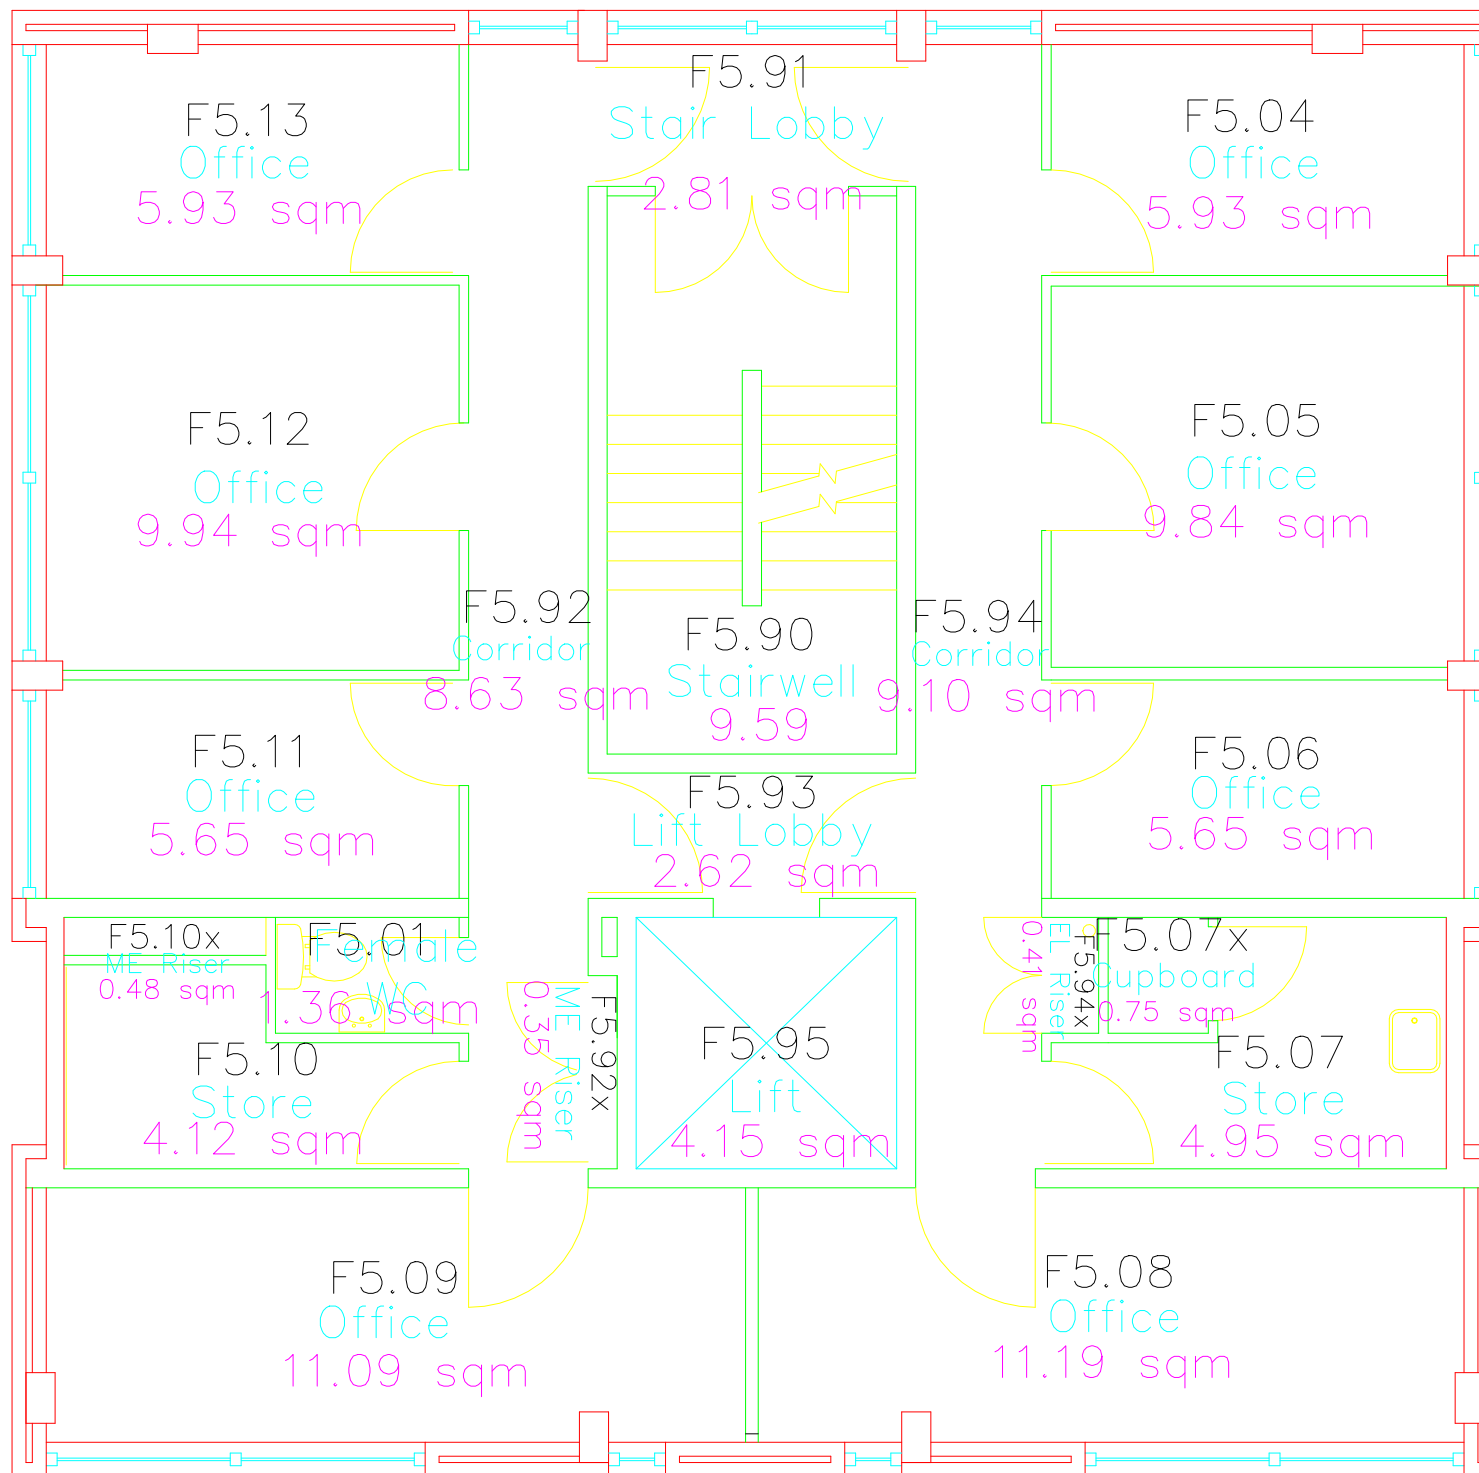 F5.91
Stair Lobby
2.81 sqm
F5.13
Office
5.93 sqm
F5.04
Office
5.93 sqm
F5.12
Office
9.94 sqm
F5.05
Office
9.84 sqm
F5.92
Corridor
8.63 sqm
F5.90
Stairwell
9.59
F5.94
Corridor
9.10 sqm
F5.11
Office
5.65 sqm
F5.93
Lift Lobby
2.62 sqm
F5.06
Office
5.65 sqm
F5.10x
ME Riser
0.48 sqm
F5.01
Female
WC
1.36 sqm
F5.92x
ME Riser
0.35 sqm
F5.95
Lift
4.15 sqm
F5.94x
EL Riser
0.41 sqm
F5.07x
Cupboard
0.75 sqm
F5.10
Store
4.12 sqm
F5.07
Store
4.95 sqm
F5.09
Office
11.09 sqm
F5.08
Office
11.19 sqm